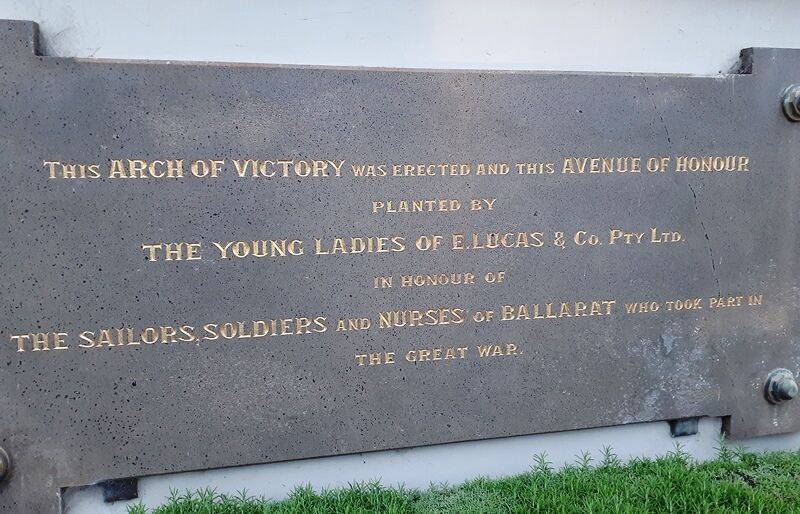 THIS ARCH OF VICTORY WAS ERECTED AND THIS AVENUE OF HONOUR
PLANTED BY
THE YOUNG LADIES OF E.LUCAS & CO. PTY LTD.
IN HONOUR OF
THE SAILORS, SOLDIERS AND NURSES OF BALLARAT WHO TOOK PART IN
THE GREAT WAR.